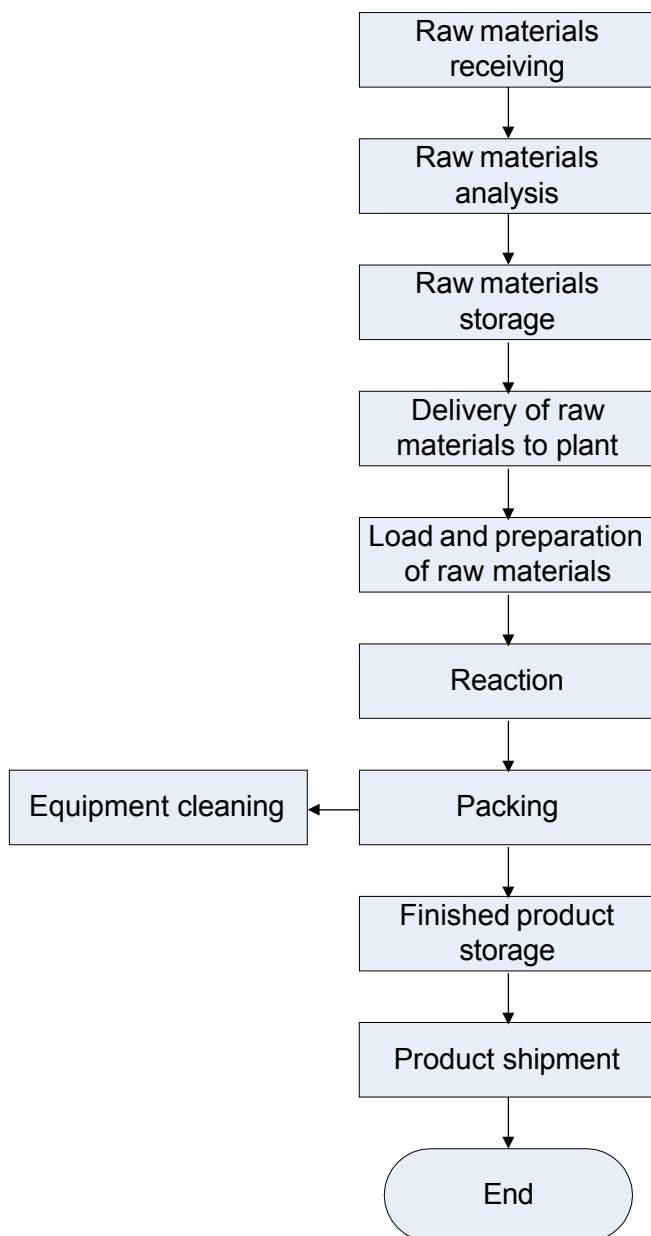 Raw materials
receiving
Raw materials
analysis
Raw materials
storage
Delivery of raw
materials to plant
Load and preparation
of raw materials
Reaction
Equipment cleaning
Packing
Finished product
storage
Product shipment
End